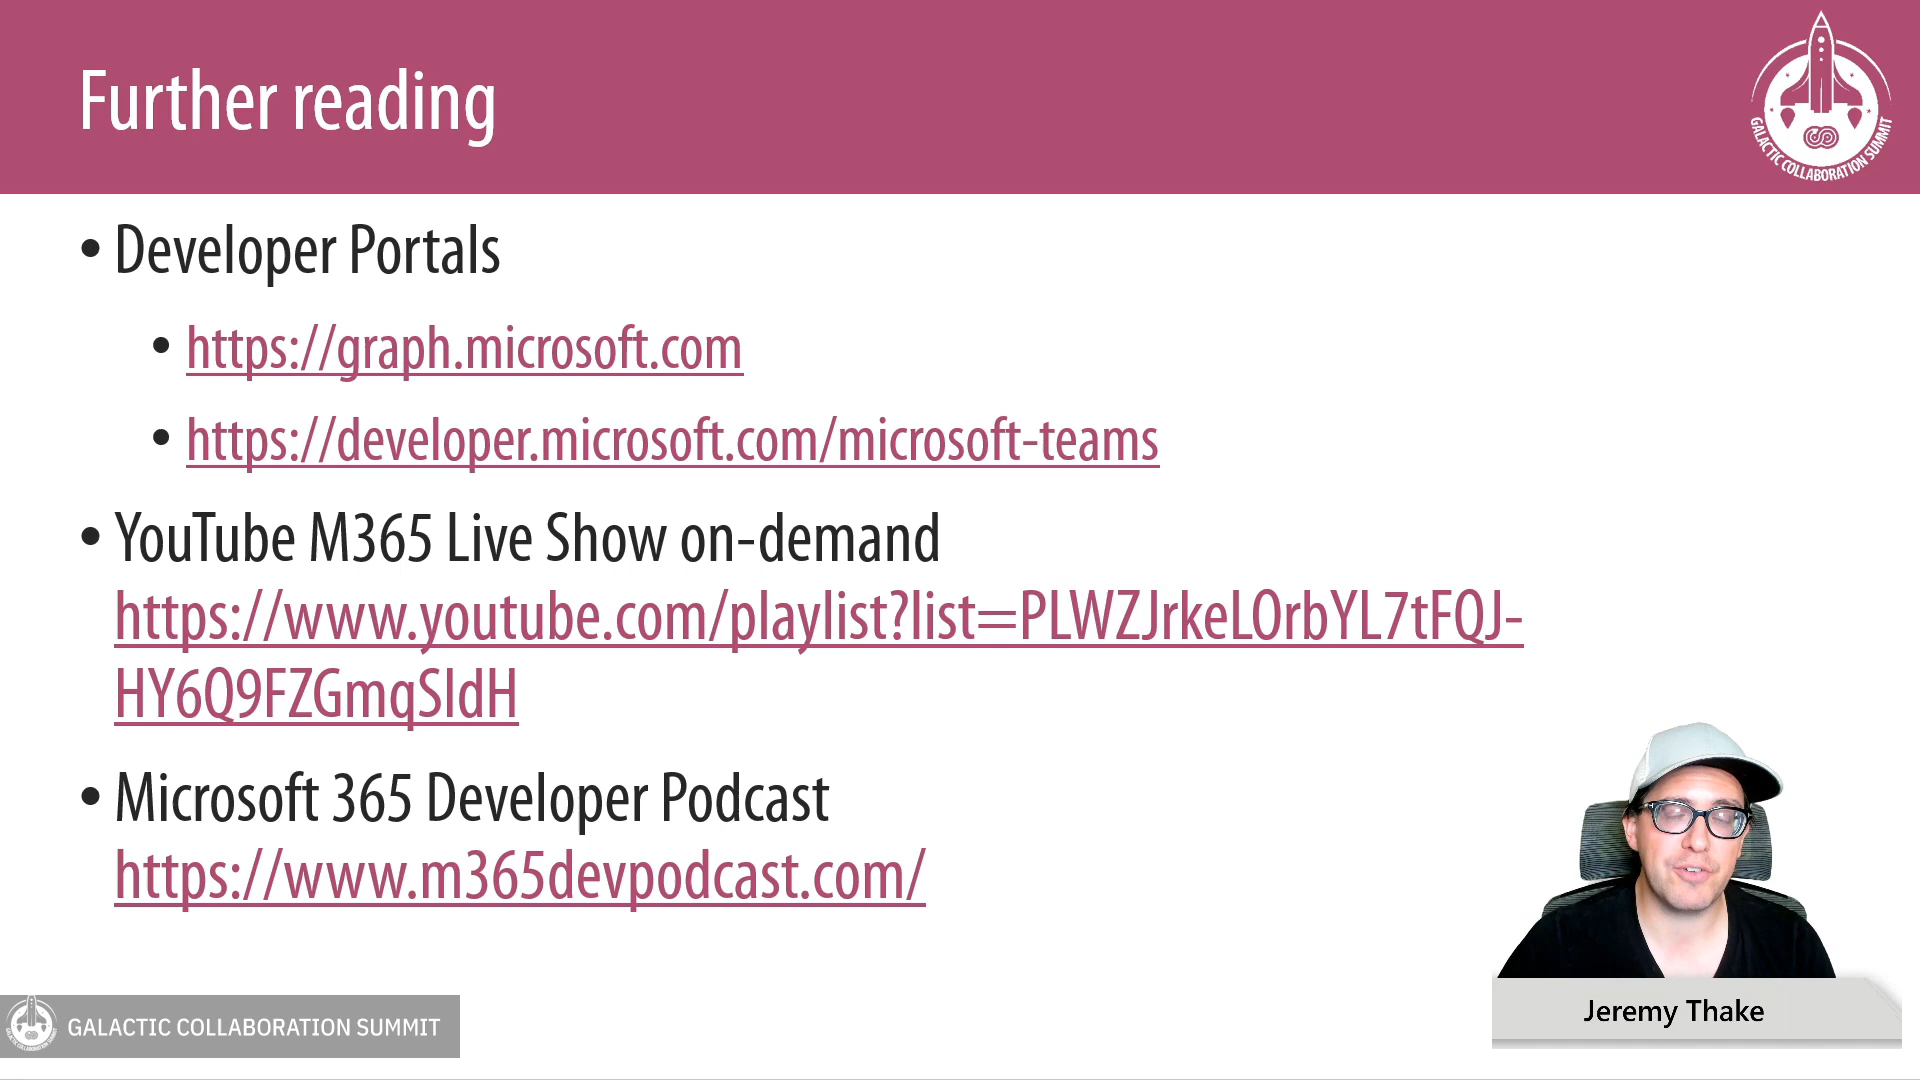 Further reading
GALACTIC COLLABORATION SUMMIT
• Developer Portals
• https://graph.microsoft.com
• https://developer.microsoft.com/microsoft-teams
• YouTube M365 Live Show on-demand
https://www.youtube.com/playlist?list=PLWZJrkeLOrbYL7tFQJ-
HY6Q9FZGmqSIdH
• Microsoft 365 Developer Podcast
https://www.m365devpodcast.com/
Jeremy Thake
GALACTIC COLLABORATION SUMMIT